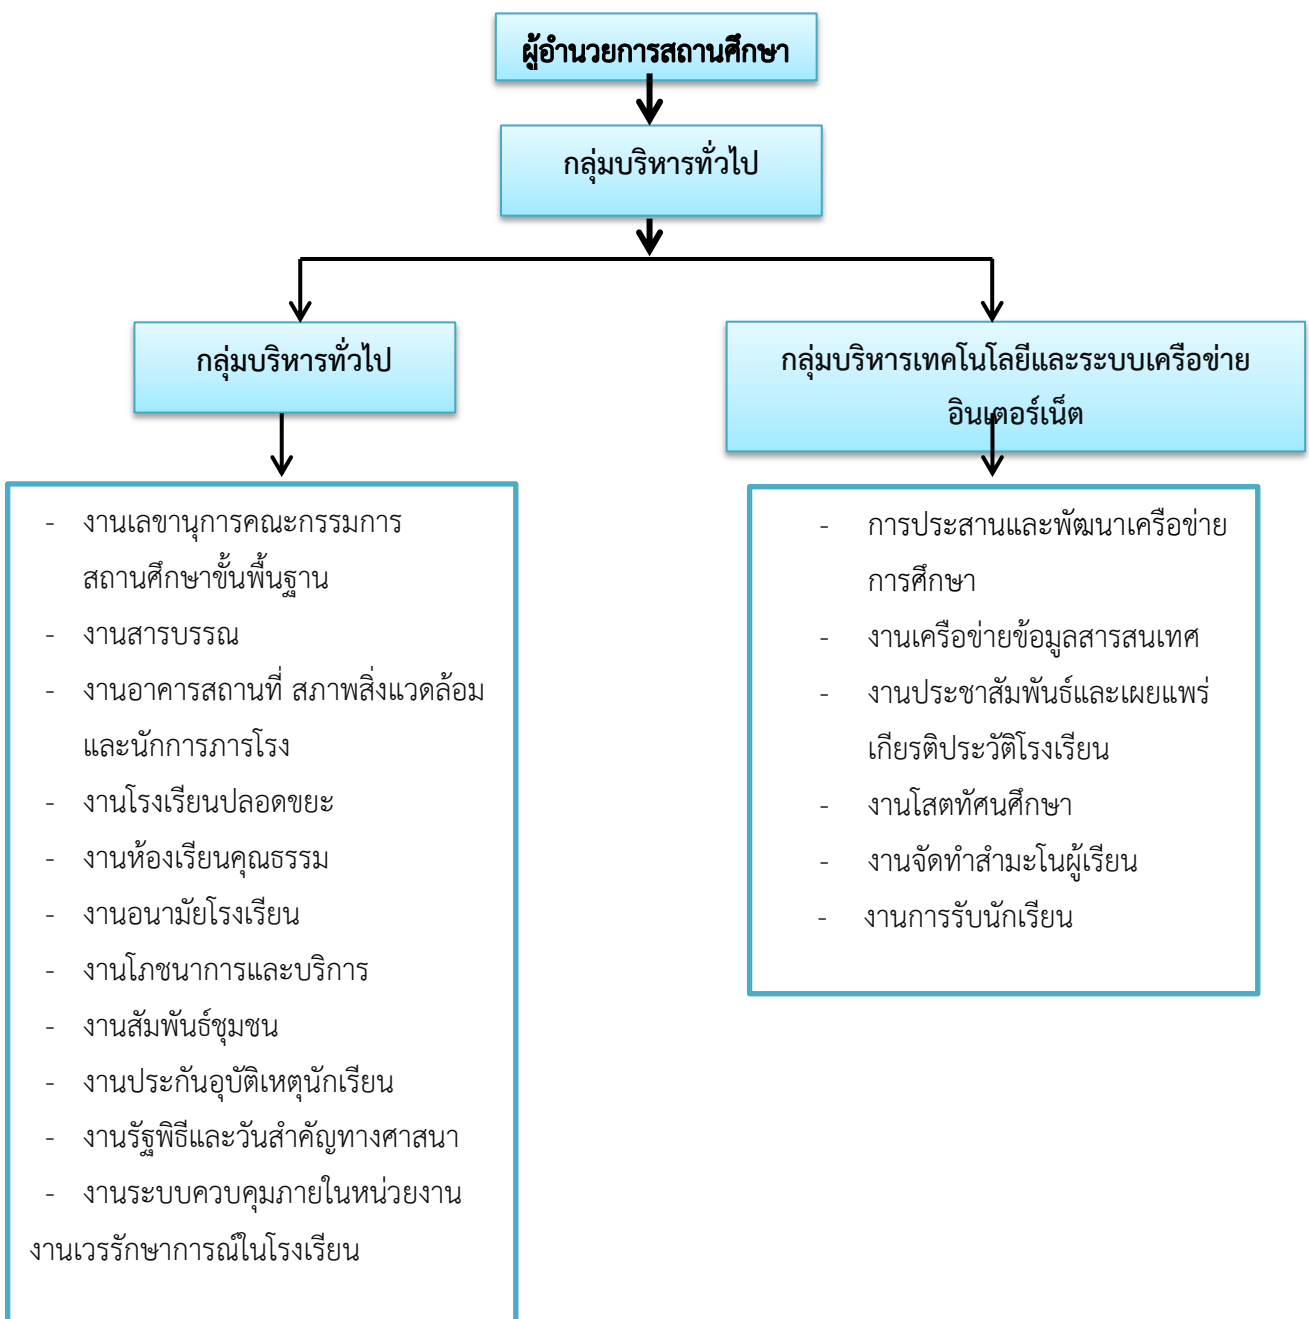 ผู้อำนวยการสถานศึกษา
กลุ่มบริหารทั่วไป
กลุ่มบริหารทั่วไป
- งานเลขานุการคณะกรรมการ
สถานศึกษาขั้นพื้นฐาน
- งานสารบรรณ
- งานอาคารสถานที่ สภาพสิ่งแวดล้อม
และนักการภารโรง
- งานโรงเรียนปลอดขยะ
- งานห้องเรียนคุณธรรม
- งานอนามัยโรงเรียน
- งานโภชนาการและบริการ
- งานสัมพันธ์ชุมชน
- งานประกันอุบัติเหตุนักเรียน
- งานรัฐพิธีและวันสำคัญทางศาสนา
- งานระบบควบคุมภายในหน่วยงาน
งานเวรรักษาการณ์ในโรงเรียน
กลุ่มบริหารเทคโนโลยีและระบบเครือข่าย
อินเตอร์เน็ต
- การประสานและพัฒนาเครือข่าย
การศึกษา
- งานเครือข่ายข้อมูลสารสนเทศ
- งานประชาสัมพันธ์และเผยแพร่
เกียรติประวัติโรงเรียน
- งานโสตทัศนศึกษา
- งานจัดทำสำมะโนผู้เรียน
- งานการรับนักเรียน